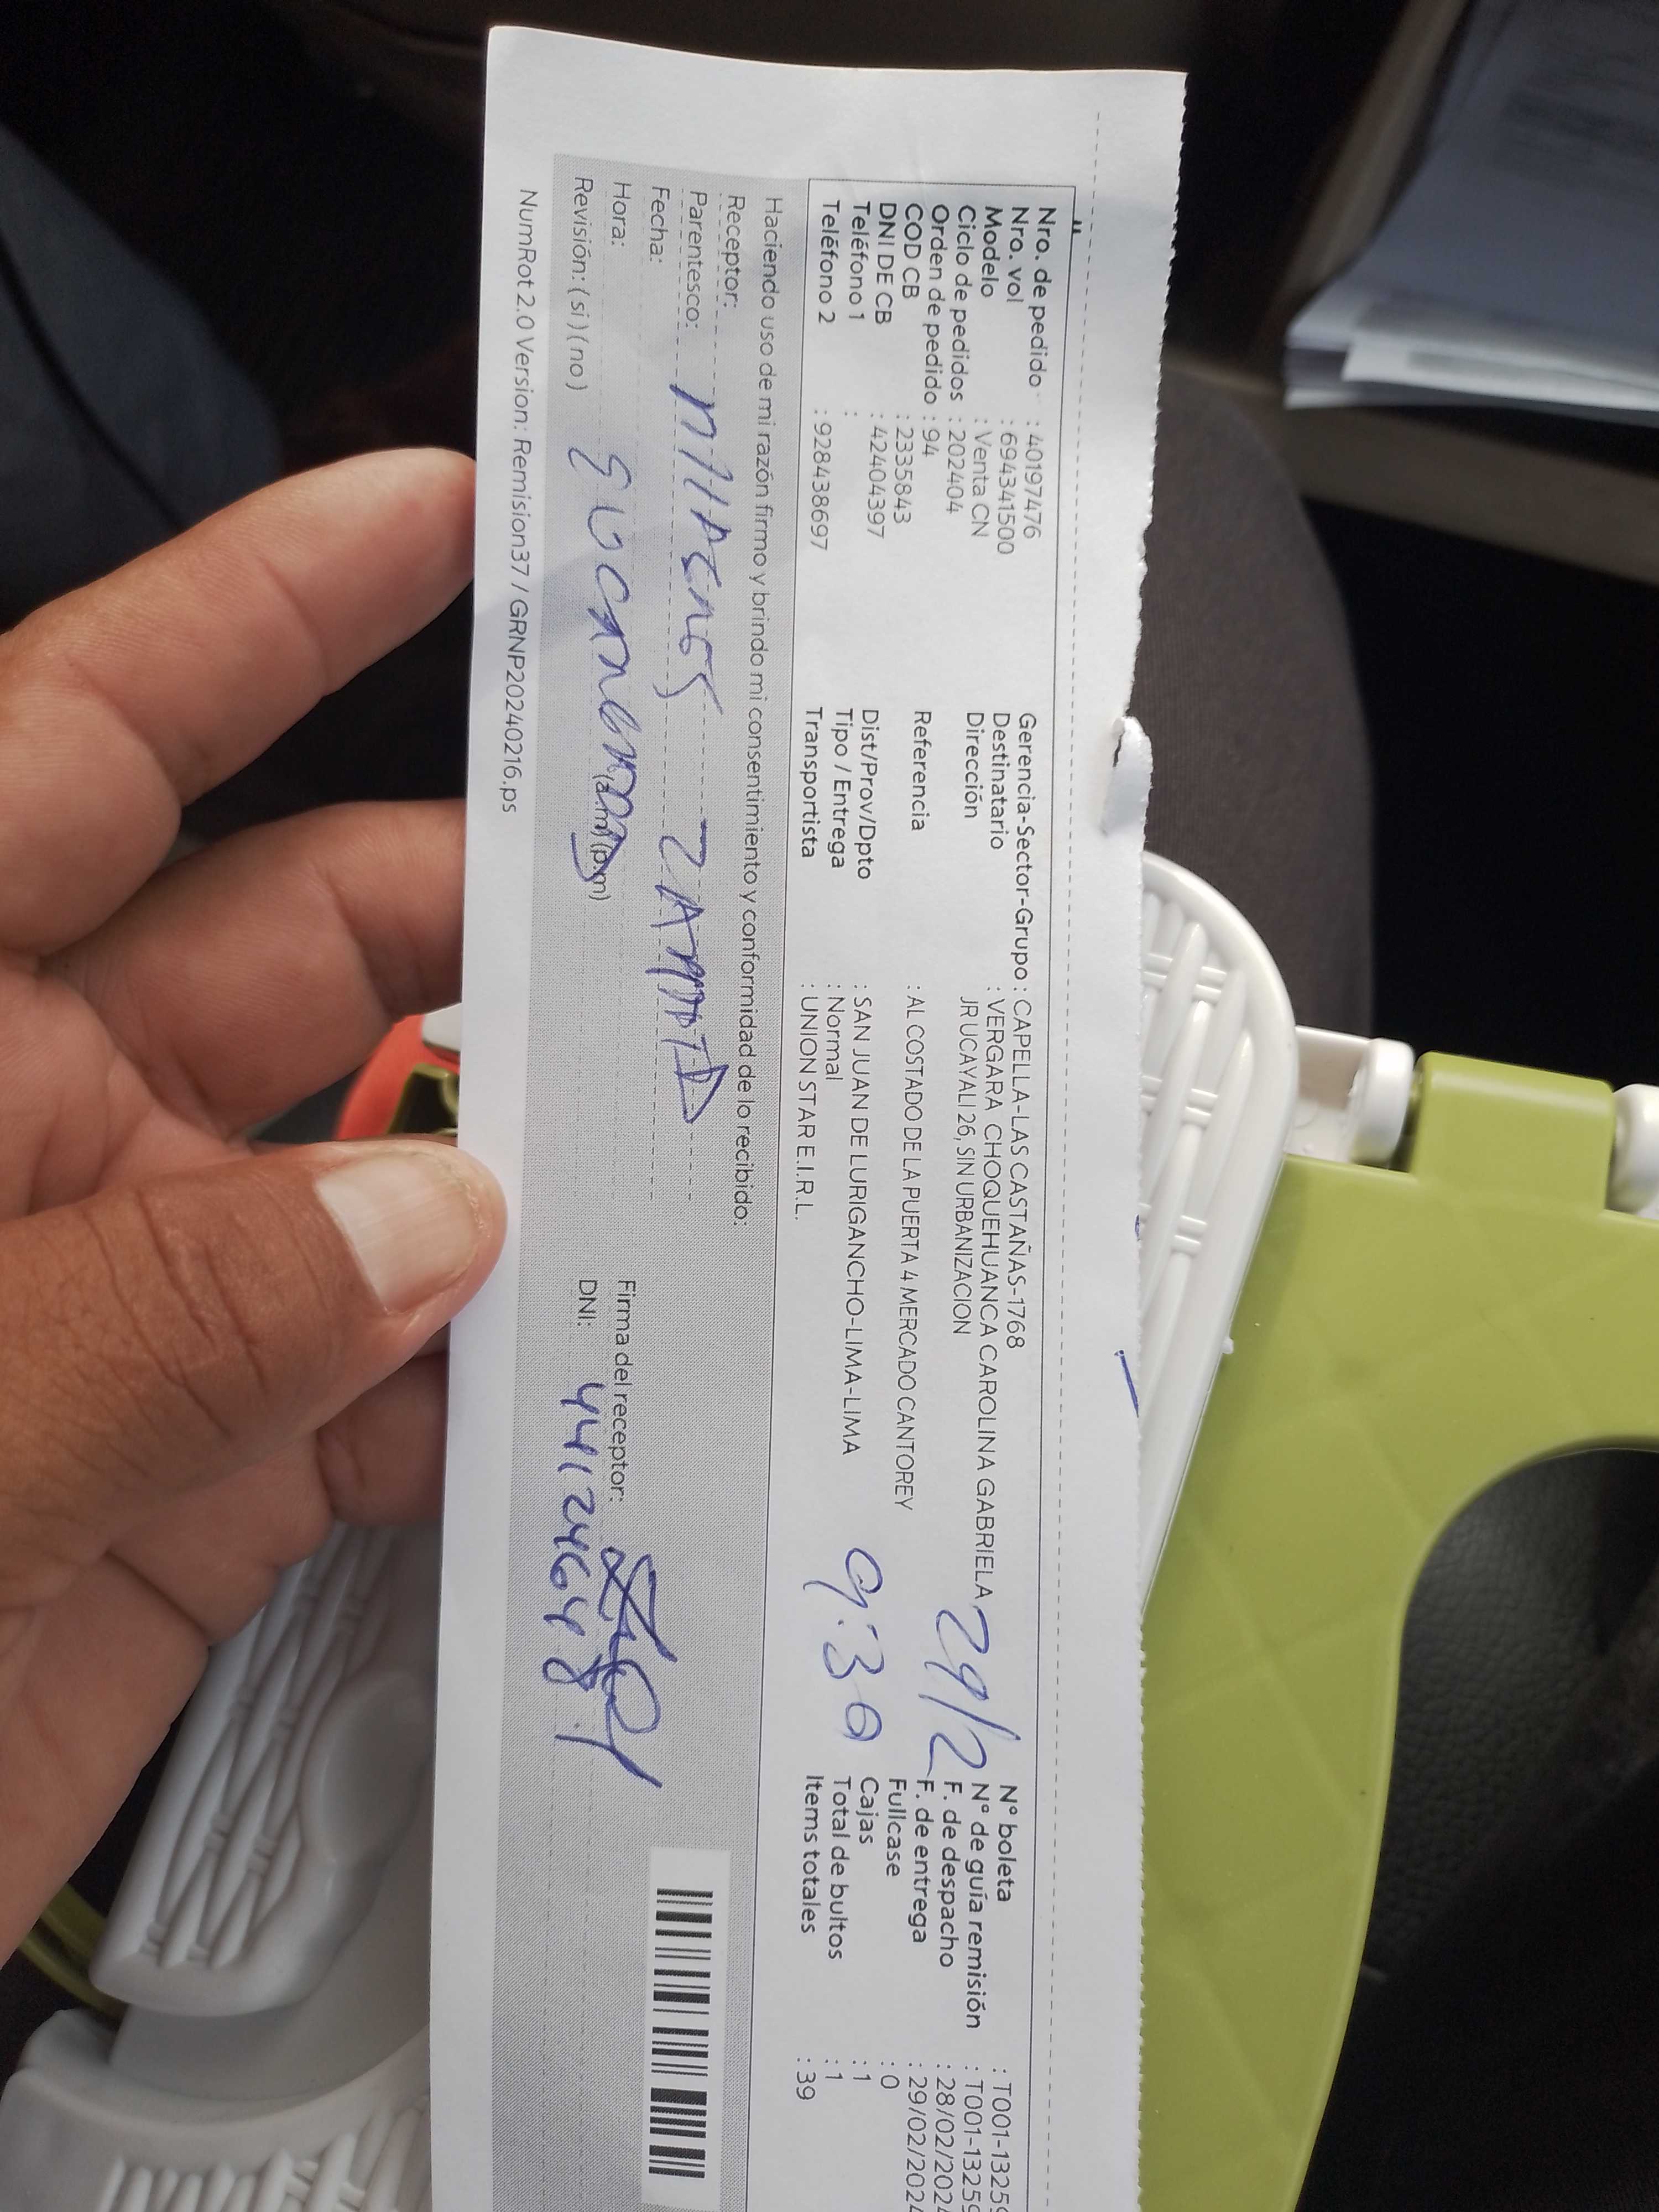 Nro. de pedido : 40197476
Nro. vol : 694341500
Modelo : Venta CN
Ciclo de pedidos : 202404
Orden de pedido : 94
COD CB : 2335843
DNI DE CB : 42404397
Teléfono 1 :
Teléfono 2 : 928438697
Gerencia-Sector-Grupo : CAPELLA-LAS CASTAÑAS-1768
Destinatario : VERGARA CHOQUEHUANCA CAROLINA GABRIELA
Dirección JR UCAYALI 26, SIN URBANIZACION
Referencia : AL COSTADO DE LA PUERTA 4 MERCADO CANTOREY
Dist/Prov/Dpto : SAN JUAN DE LURIGANCHO-LIMA-LIMA
Tipo / Entrega : Normal
Transportista : UNION STAR E.I.R.L.
29/2
9:30
N° boleta : T001-1325
N° de guía remisión : T001-1325
F. de despacho : 28/02/202
F. de entrega : 29/02/2024
Fullcase : 0
Cajas : 1
Total de bultos : 1
Items totales : 39
Haciendo uso de mi razón firmo y brindo mi consentimiento y conformidad de lo recibido:
Receptor:
Parentesco:
Fecha:
Hora: (a.m) (p.m)
Revisión: ( si ) ( no )
Firma del receptor:
DNI: 44124648
NumRot 2.0 Version: Remision37 / GRNP20240216.ps